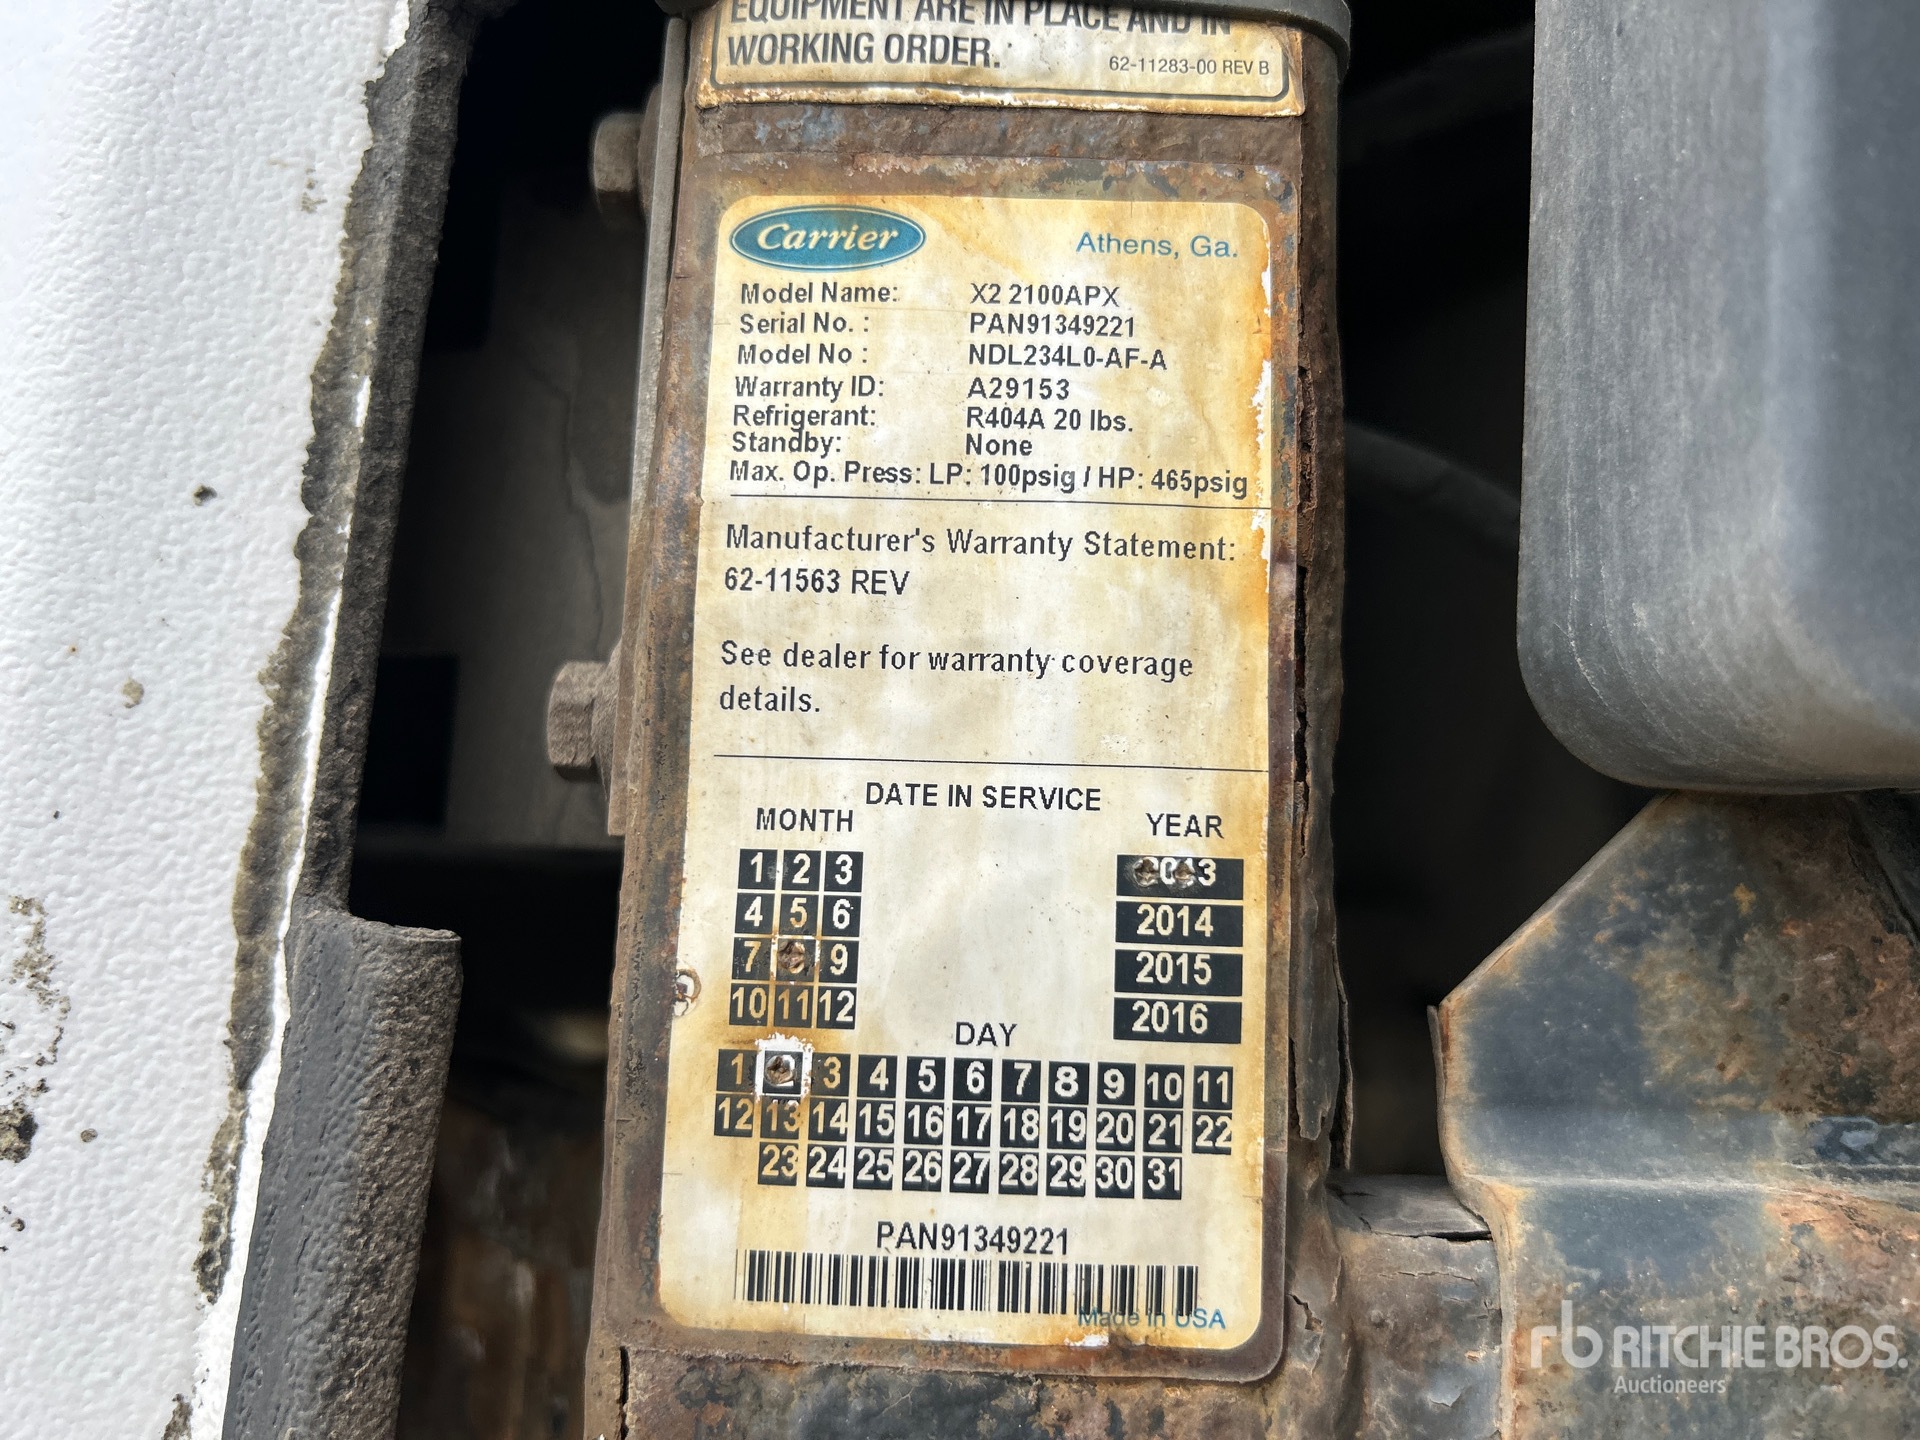 EQUIPMENT ARE IN PLACE AND IN
WORKING ORDER.
62-11283-00 REV B
Carrier
Athens, Ga.
Model Name: X2 2100APX
Serial No. : PAN91349221
Model No : NDL234L0-AF-A
Warranty ID: A29153
Refrigerant: R404A 20 lbs.
Standby: None
Max. Op. Press: LP: 100psig / HP: 465psig
Manufacturer's Warranty Statement:
62-11563 REV
See dealer for warranty coverage
details.
DATE IN SERVICE
MONTH
YEAR
1 2 3
4 5 6
7 8 9
10 11 12
2013
2014
2015
2016
DAY
1 2 3 4 5 6 7 8 9 10 11
12 13 14 15 16 17 18 19 20 21 22
23 24 25 26 27 28 29 30 31
PAN91349221
Made in USA
rb RITCHIE BROS.
Auctioneers